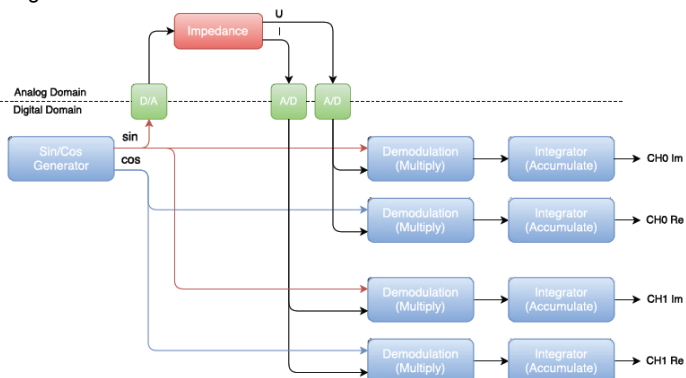 U
I
Impedance
Analog Domain
Digital Domain
D/A
A/D
A/D
sin
cos
Sin/Cos
Generator
Demodulation
(Multiply)
Integrator
(Accumulate)
CH0 Im
Demodulation
(Multiply)
Integrator
(Accumulate)
CH0 Re
Demodulation
(Multiply)
Integrator
(Accumulate)
CH1 Im
Demodulation
(Multiply)
Integrator
(Accumulate)
CH1 Re